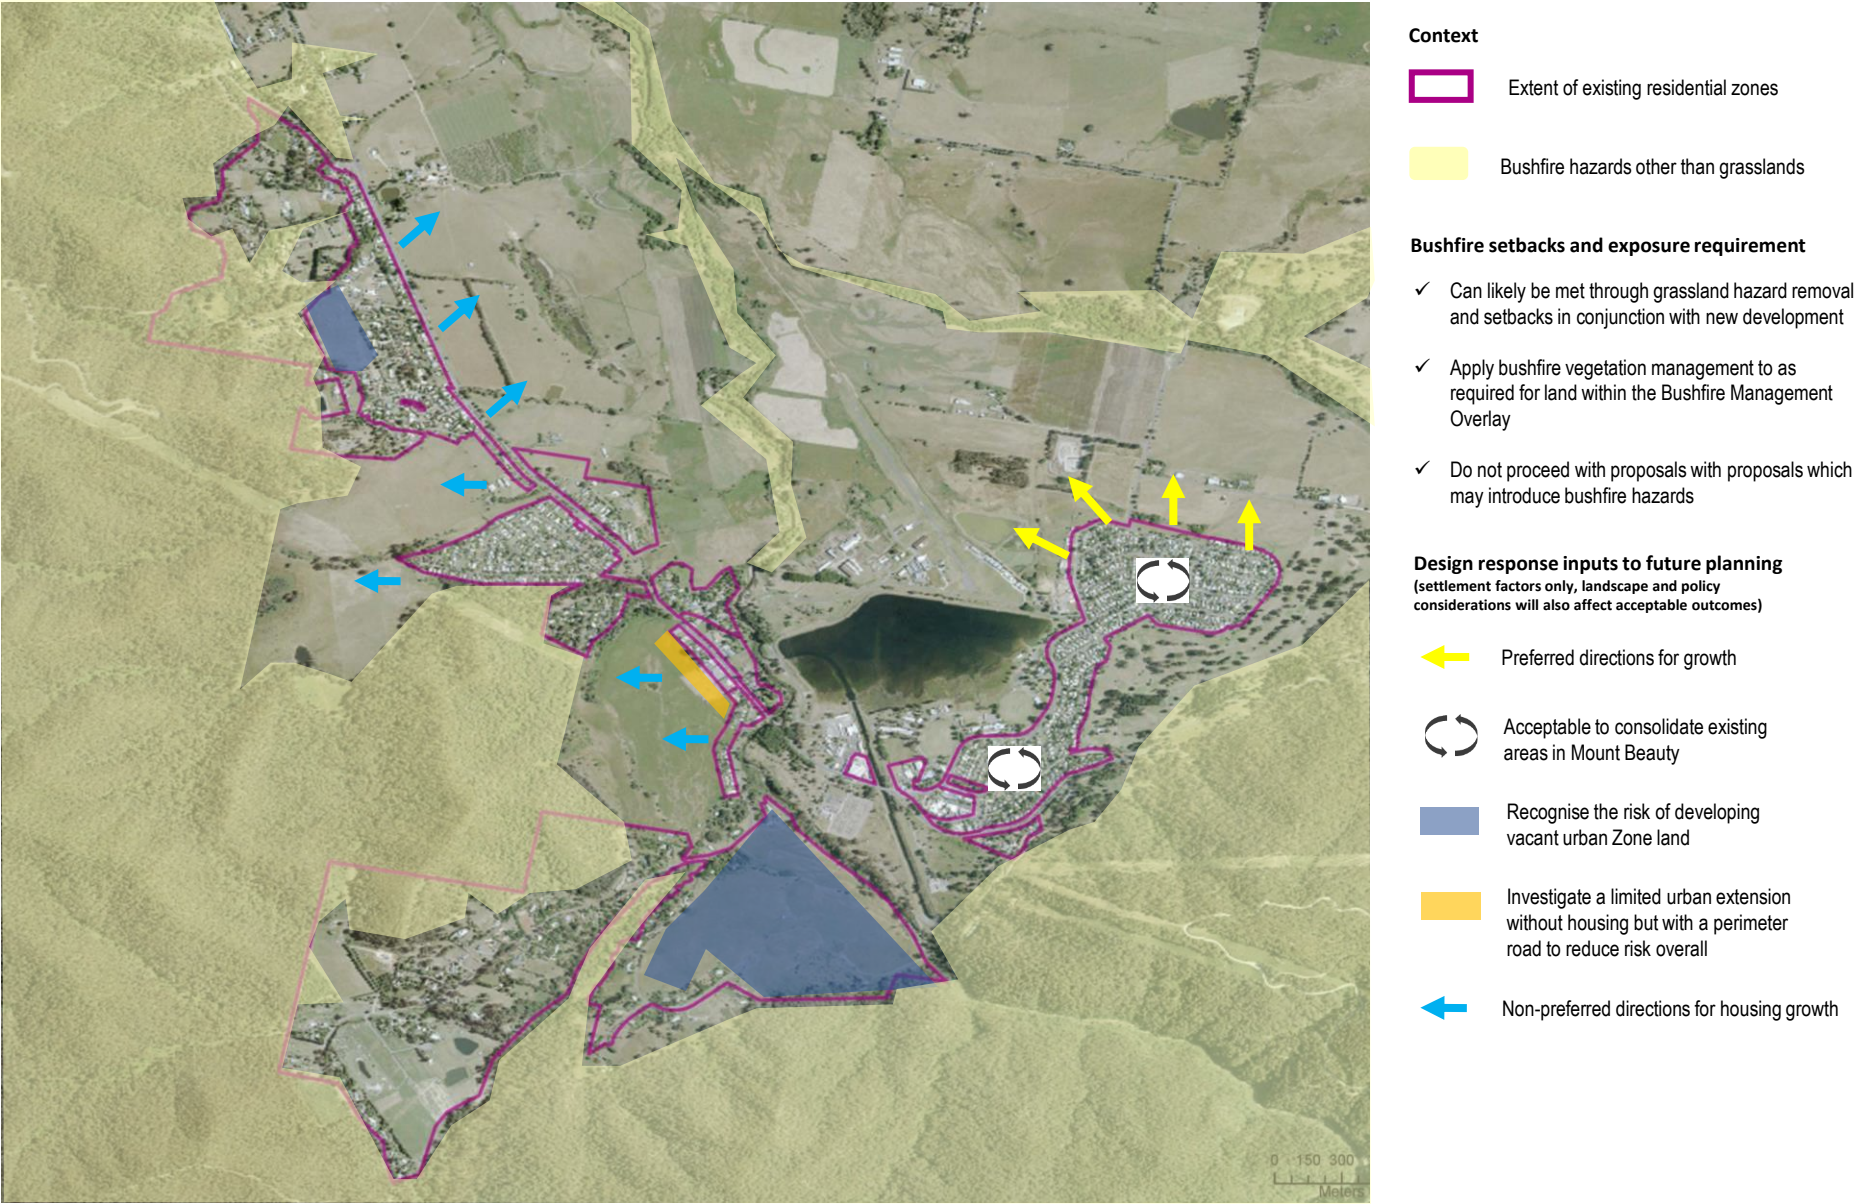 Context
Extent of existing residential zones
Bushfire hazards other than grasslands
Bushfire setbacks and exposure requirement
✓ Can likely be met through grassland hazard removal
and setbacks in conjunction with new development
✓ Apply bushfire vegetation management to as
required for land within the Bushfire Management
Overlay
✓ Do not proceed with proposals with proposals which
may introduce bushfire hazards
Design response inputs to future planning
(settlement factors only, landscape and policy
considerations will also affect acceptable outcomes)
Preferred directions for growth
Acceptable to consolidate existing
areas in Mount Beauty
Recognise the risk of developing
vacant urban Zone land
Investigate a limited urban extension
without housing but with a perimeter
road to reduce risk overall
Non-preferred directions for housing growth
0 150 300
Meters